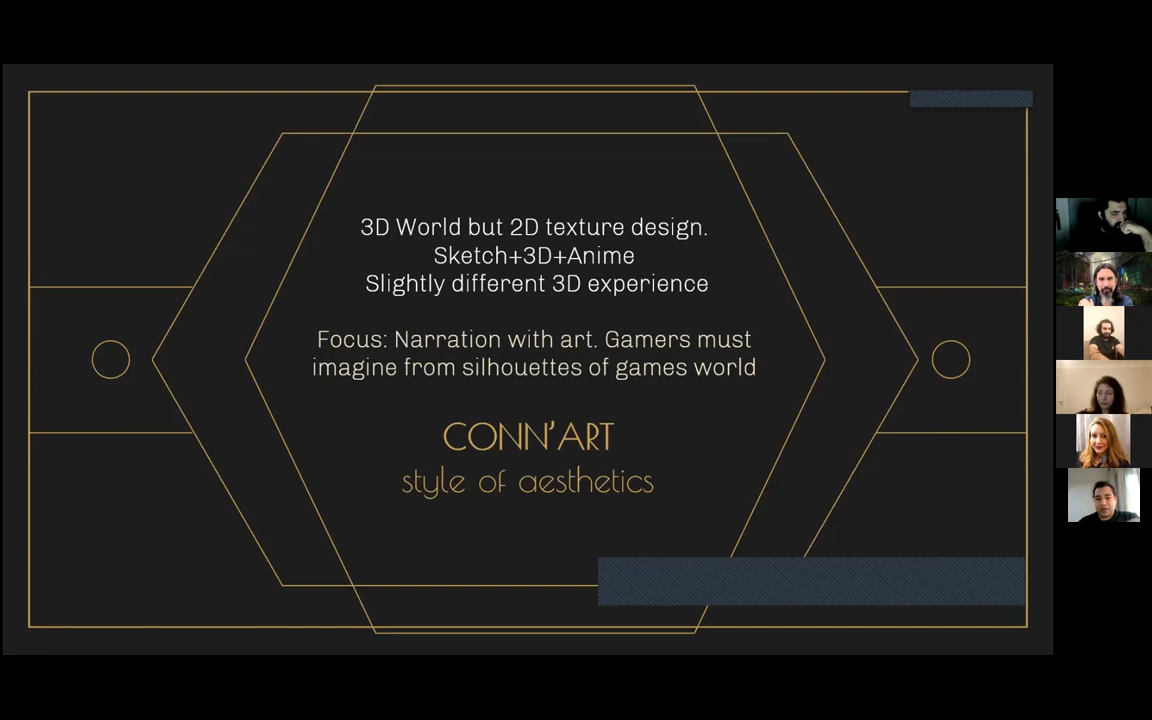 3D World but 2D texture design.
Sketch+3D+Anime
Slightly different 3D experience
Focus: Narration with art. Gamers must
imagine from silhouettes of games world
CONN'ART
style of aesthetics